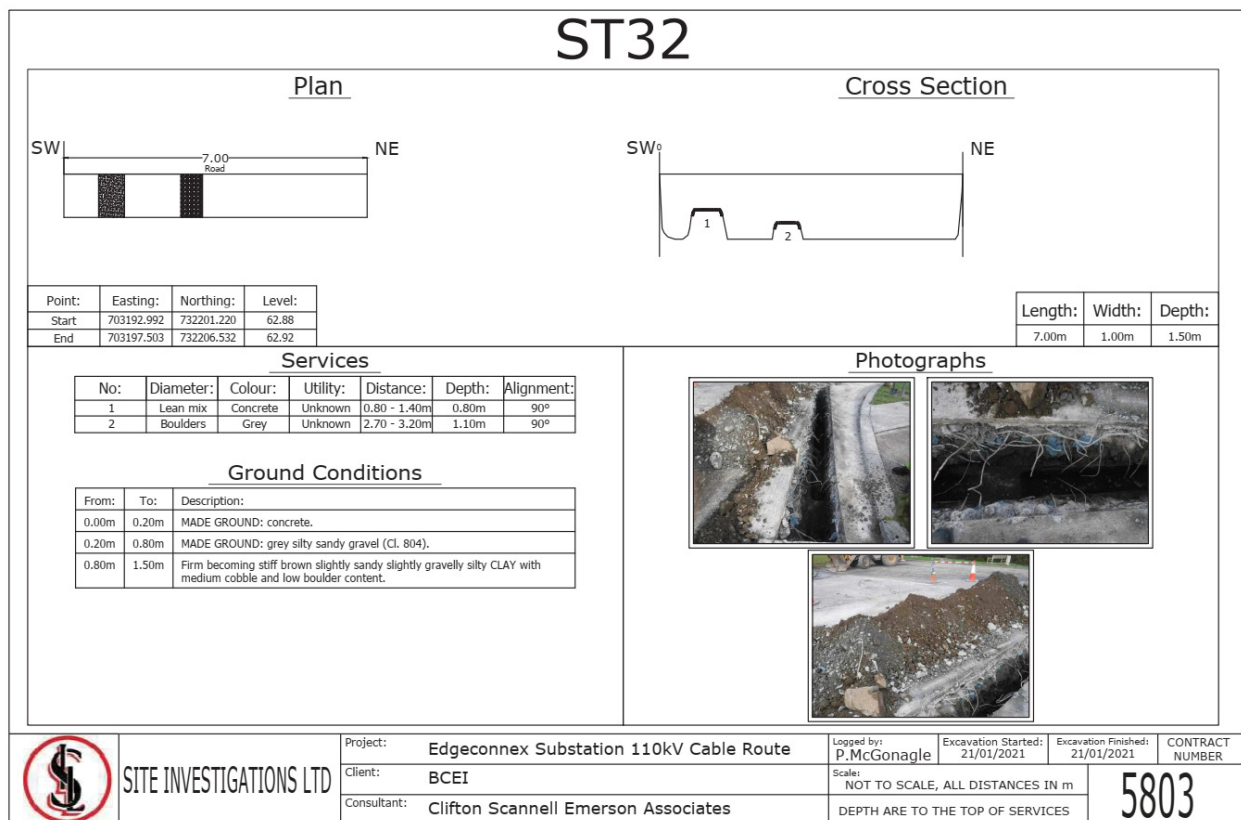 ST32
Plan
SW
7.00
Road
NE
Cross Section
SW 0
NE
1
2
Point: Easting: Northing: Level:
Start 703192.992 732201.220 62.88
End 703197.503 732206.532 62.92
Length: Width: Depth:
7.00m 1.00m 1.50m
Services
No: Diameter: Colour: Utility: Distance: Depth: Alignment:
1 Lean mix Concrete Unknown 0.80 - 1.40m 0.80m 90°
2 Boulders Grey Unknown 2.70 - 3.20m 1.10m 90°
Ground Conditions
From: To: Description:
0.00m 0.20m MADE GROUND: concrete.
0.20m 0.80m MADE GROUND: grey silty sandy gravel (Cl. 804).
0.80m 1.50m Firm becoming stiff brown slightly sandy slightly gravelly silty CLAY with
medium cobble and low boulder content.
Photographs
SITE INVESTIGATIONS LTD
Project: Edgeconnex Substation 110kV Cable Route
Client: BCEI
Consultant: Clifton Scannell Emerson Associates
Logged by:
P.McGonagle
Excavation Started:
21/01/2021
Excavation Finished:
21/01/2021
CONTRACT
NUMBER
5803
Scale:
NOT TO SCALE, ALL DISTANCES IN m
DEPTH ARE TO THE TOP OF SERVICES